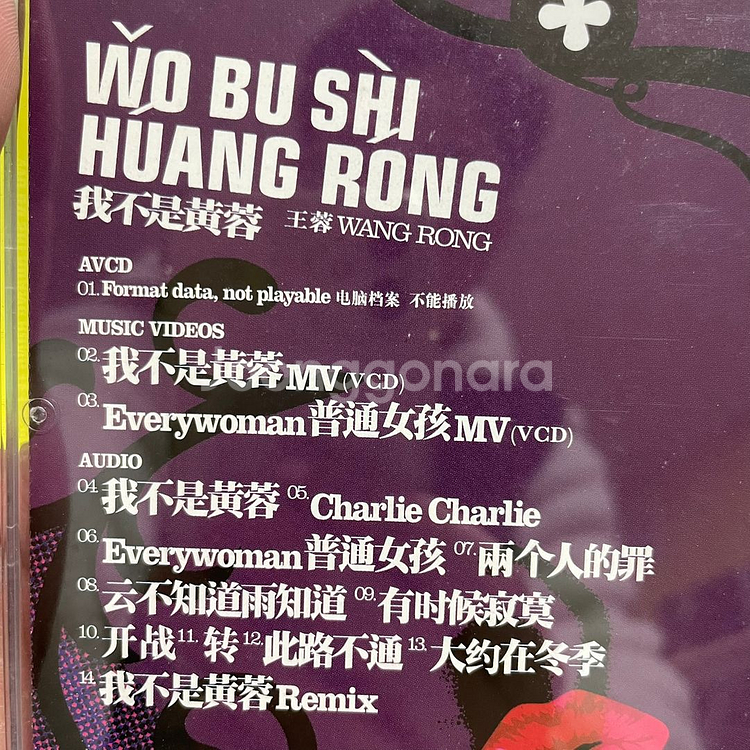 WǑ BU SHÌ
HÚANG RÓNG
我不是黃蓉 王蓉 WANG RONG
AVCD
01. Format data, not playable 电脑档案 不能播放
MUSIC VIDEOS
02. 我不是黃蓉 MV (VCD)
03. Everywoman 普通女孩 MV (VCD)
AUDIO
04. 我不是黃蓉 05. Charlie Charlie
06. Everywoman 普通女孩 07. 兩个人的罪
08. 云不知道雨知道 09. 有时候寂寞
10. 开战 11. 转 12. 此路不通 13. 大约在冬季
14. 我不是黃蓉 Remix